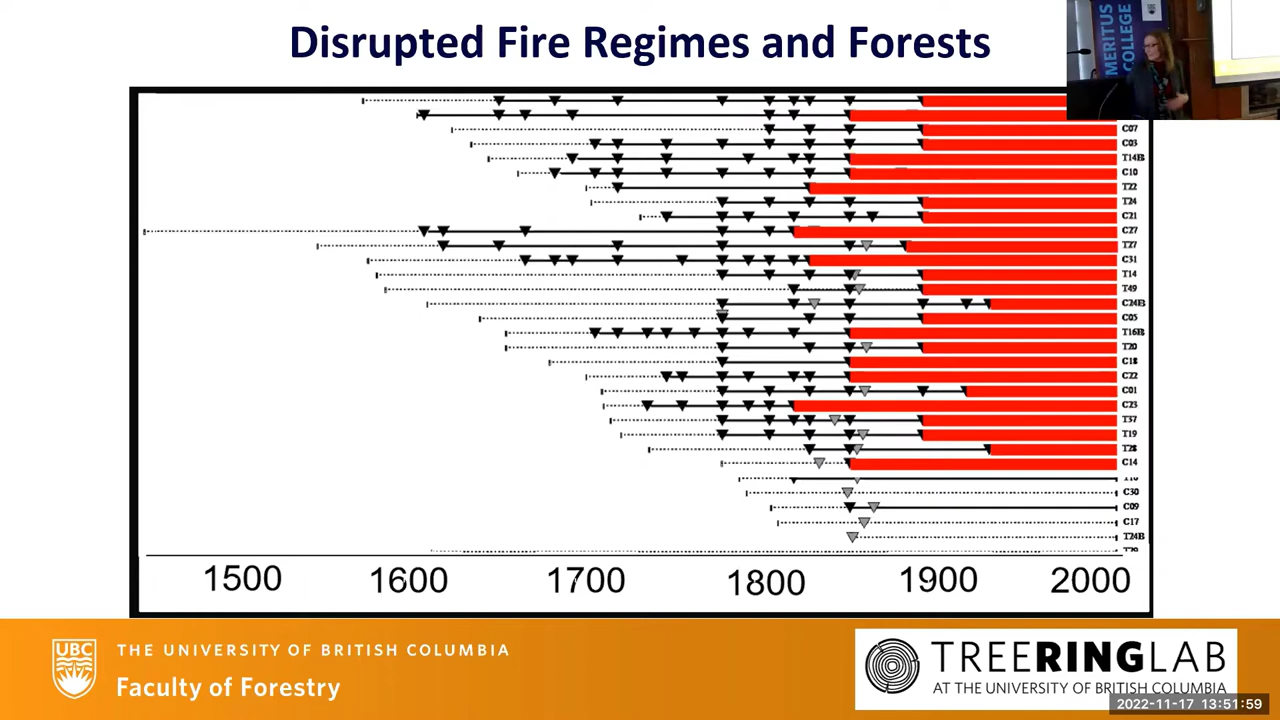 Disrupted Fire Regimes and Forests
MERITUS
COLLEGE
C07
C03
T14B
C10
T22
T24
C21
C27
T27
C31
T14
T49
C24B
C05
T16B
T20
C18
C22
C01
C23
T37
T19
T28
C14
C30
C09
C17
T24B
1500 1600 1700 1800 1900 2000
UBC
THE UNIVERSITY OF BRITISH COLUMBIA
Faculty of Forestry
TREERINGLAB
AT THE UNIVERSITY OF BRITISH COLUMBIA
2022-11-17 13:51:59